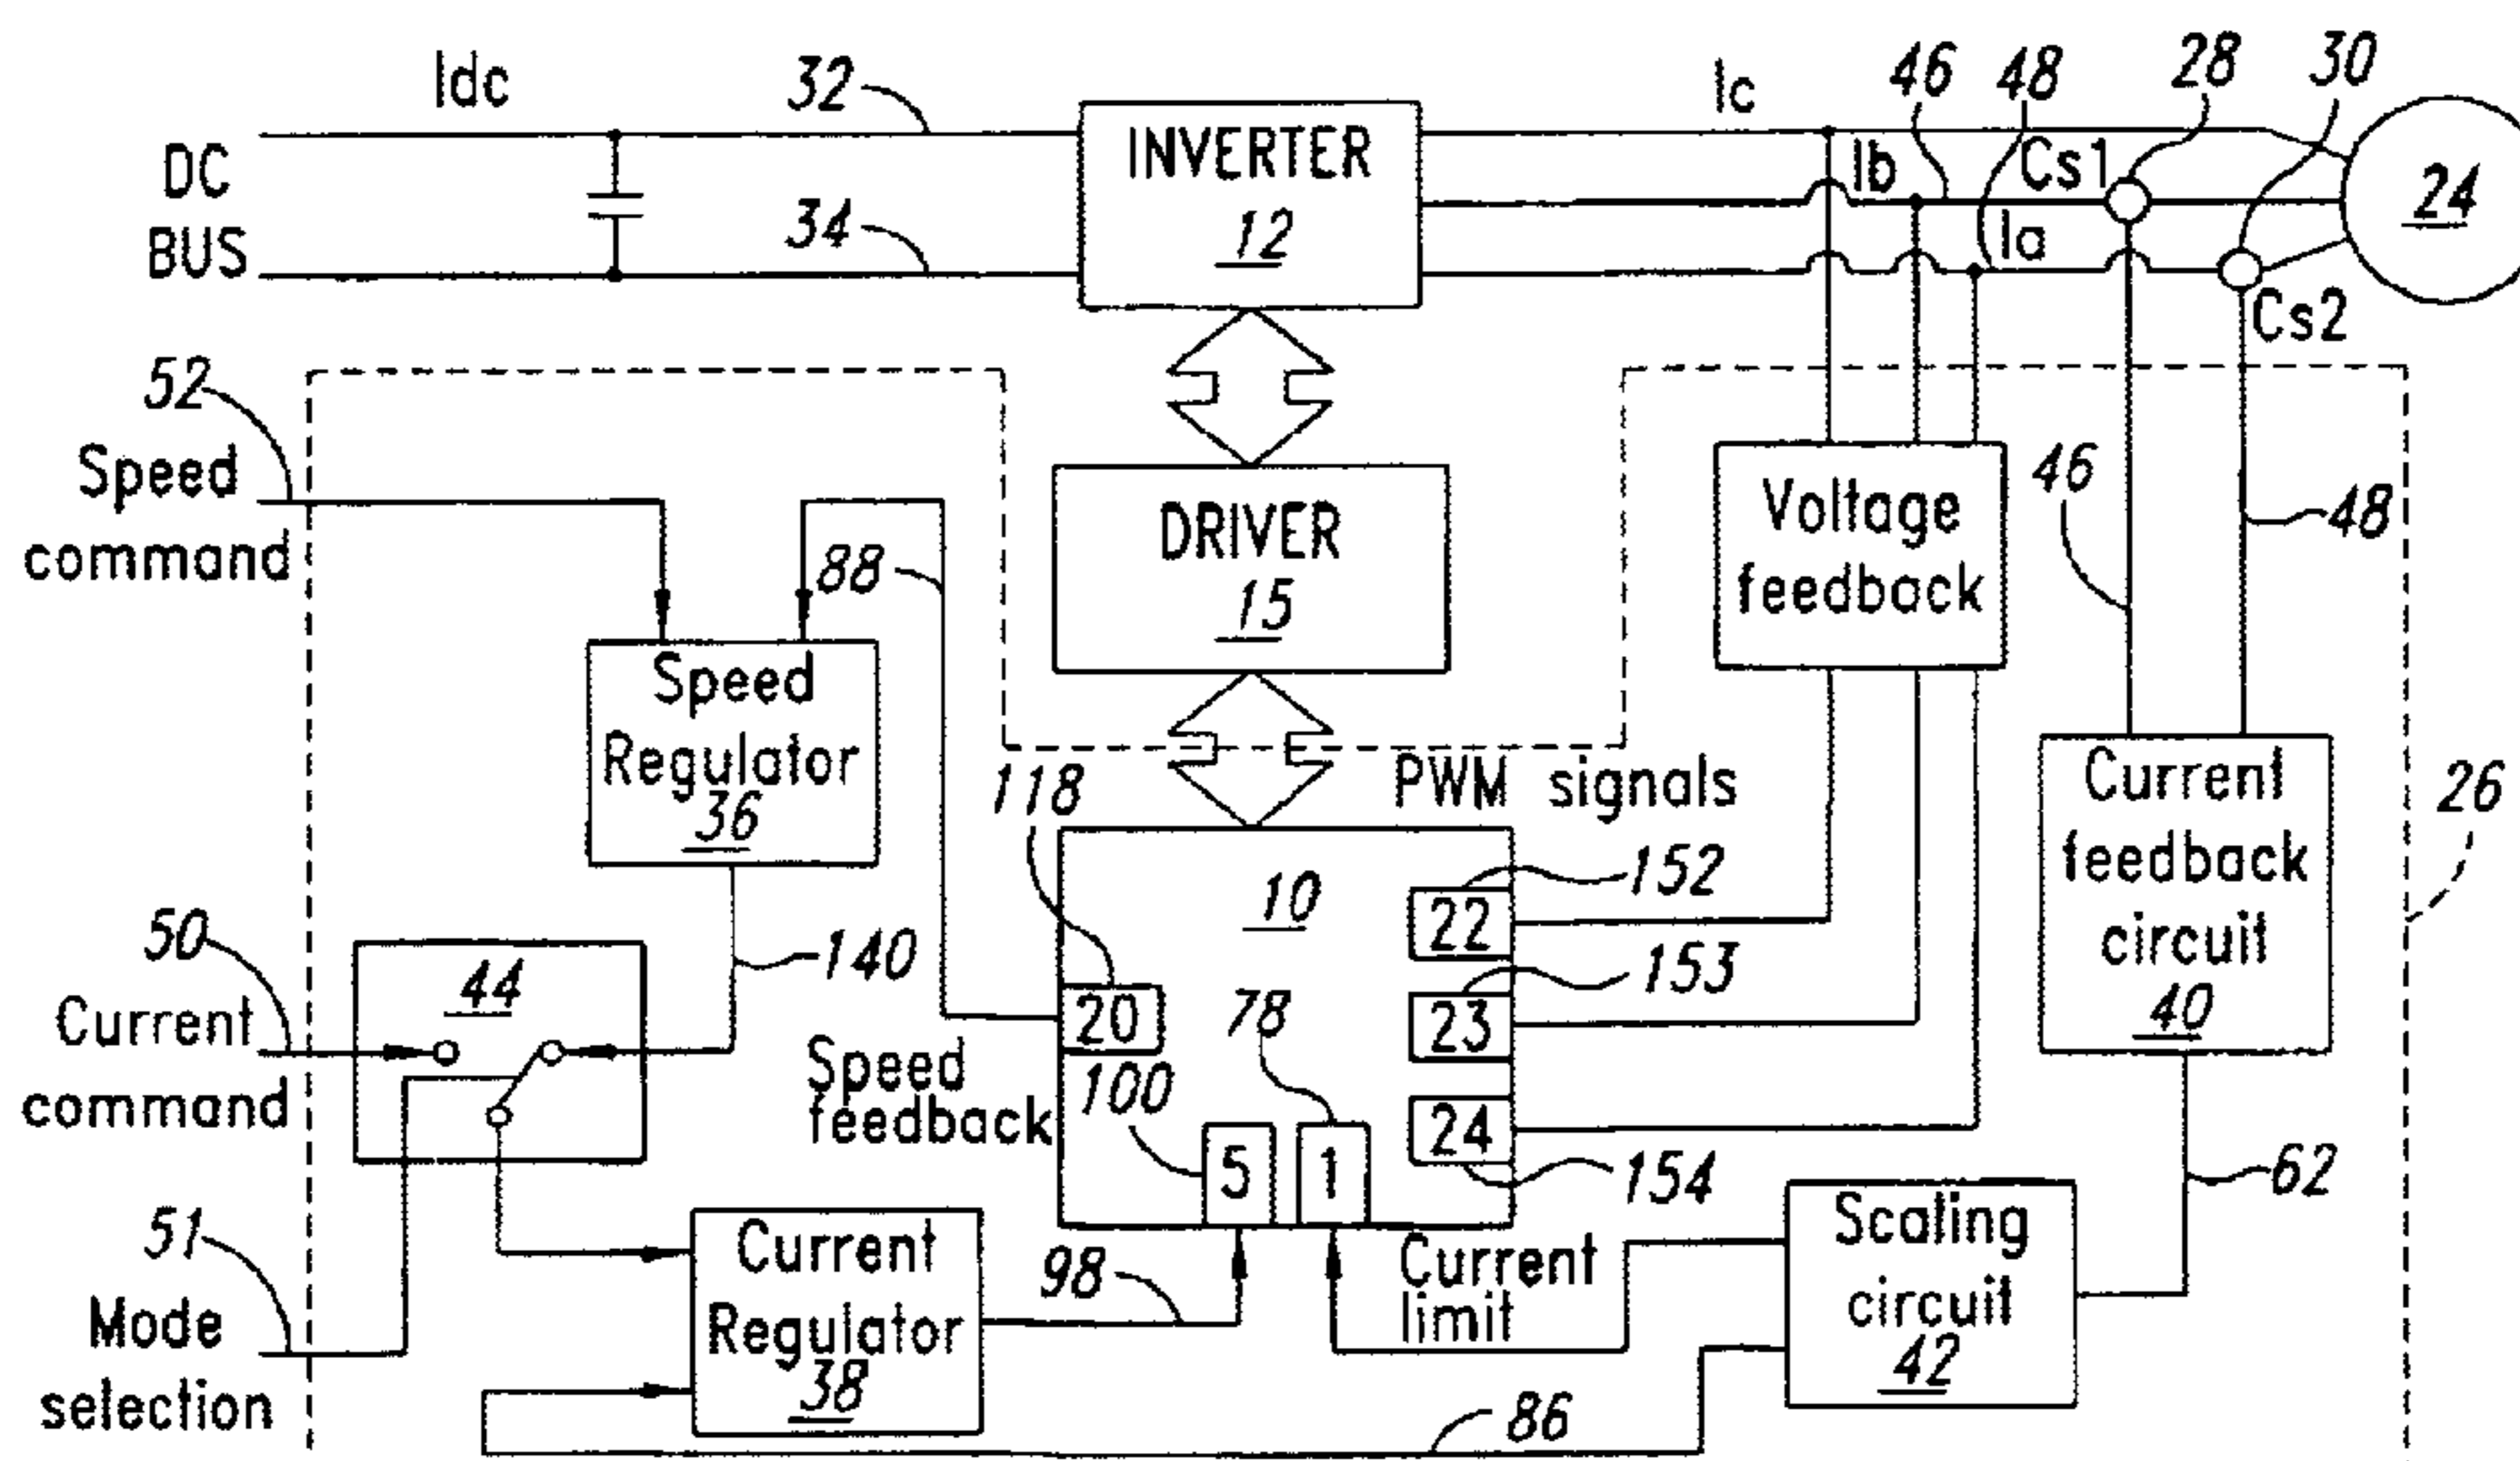 Idc
32
Ic
46
48
28
30
DC
BUS
34
INVERTER
12
Ib
Cs1
Ia
24
Cs2
52
Speed
command
88
DRIVER
15
Voltage
feedback
46
48
Speed
Regulator
36
118
PWM signals
Current
feedback
circuit
40
26
50
Current
command
44
140
10
152
22
153
23
20
78
Speed
feedback
100
24
154
5
1
62
51
Mode
selection
Current
Regulator
38
98
Current
limit
Scaling
circuit
42
86